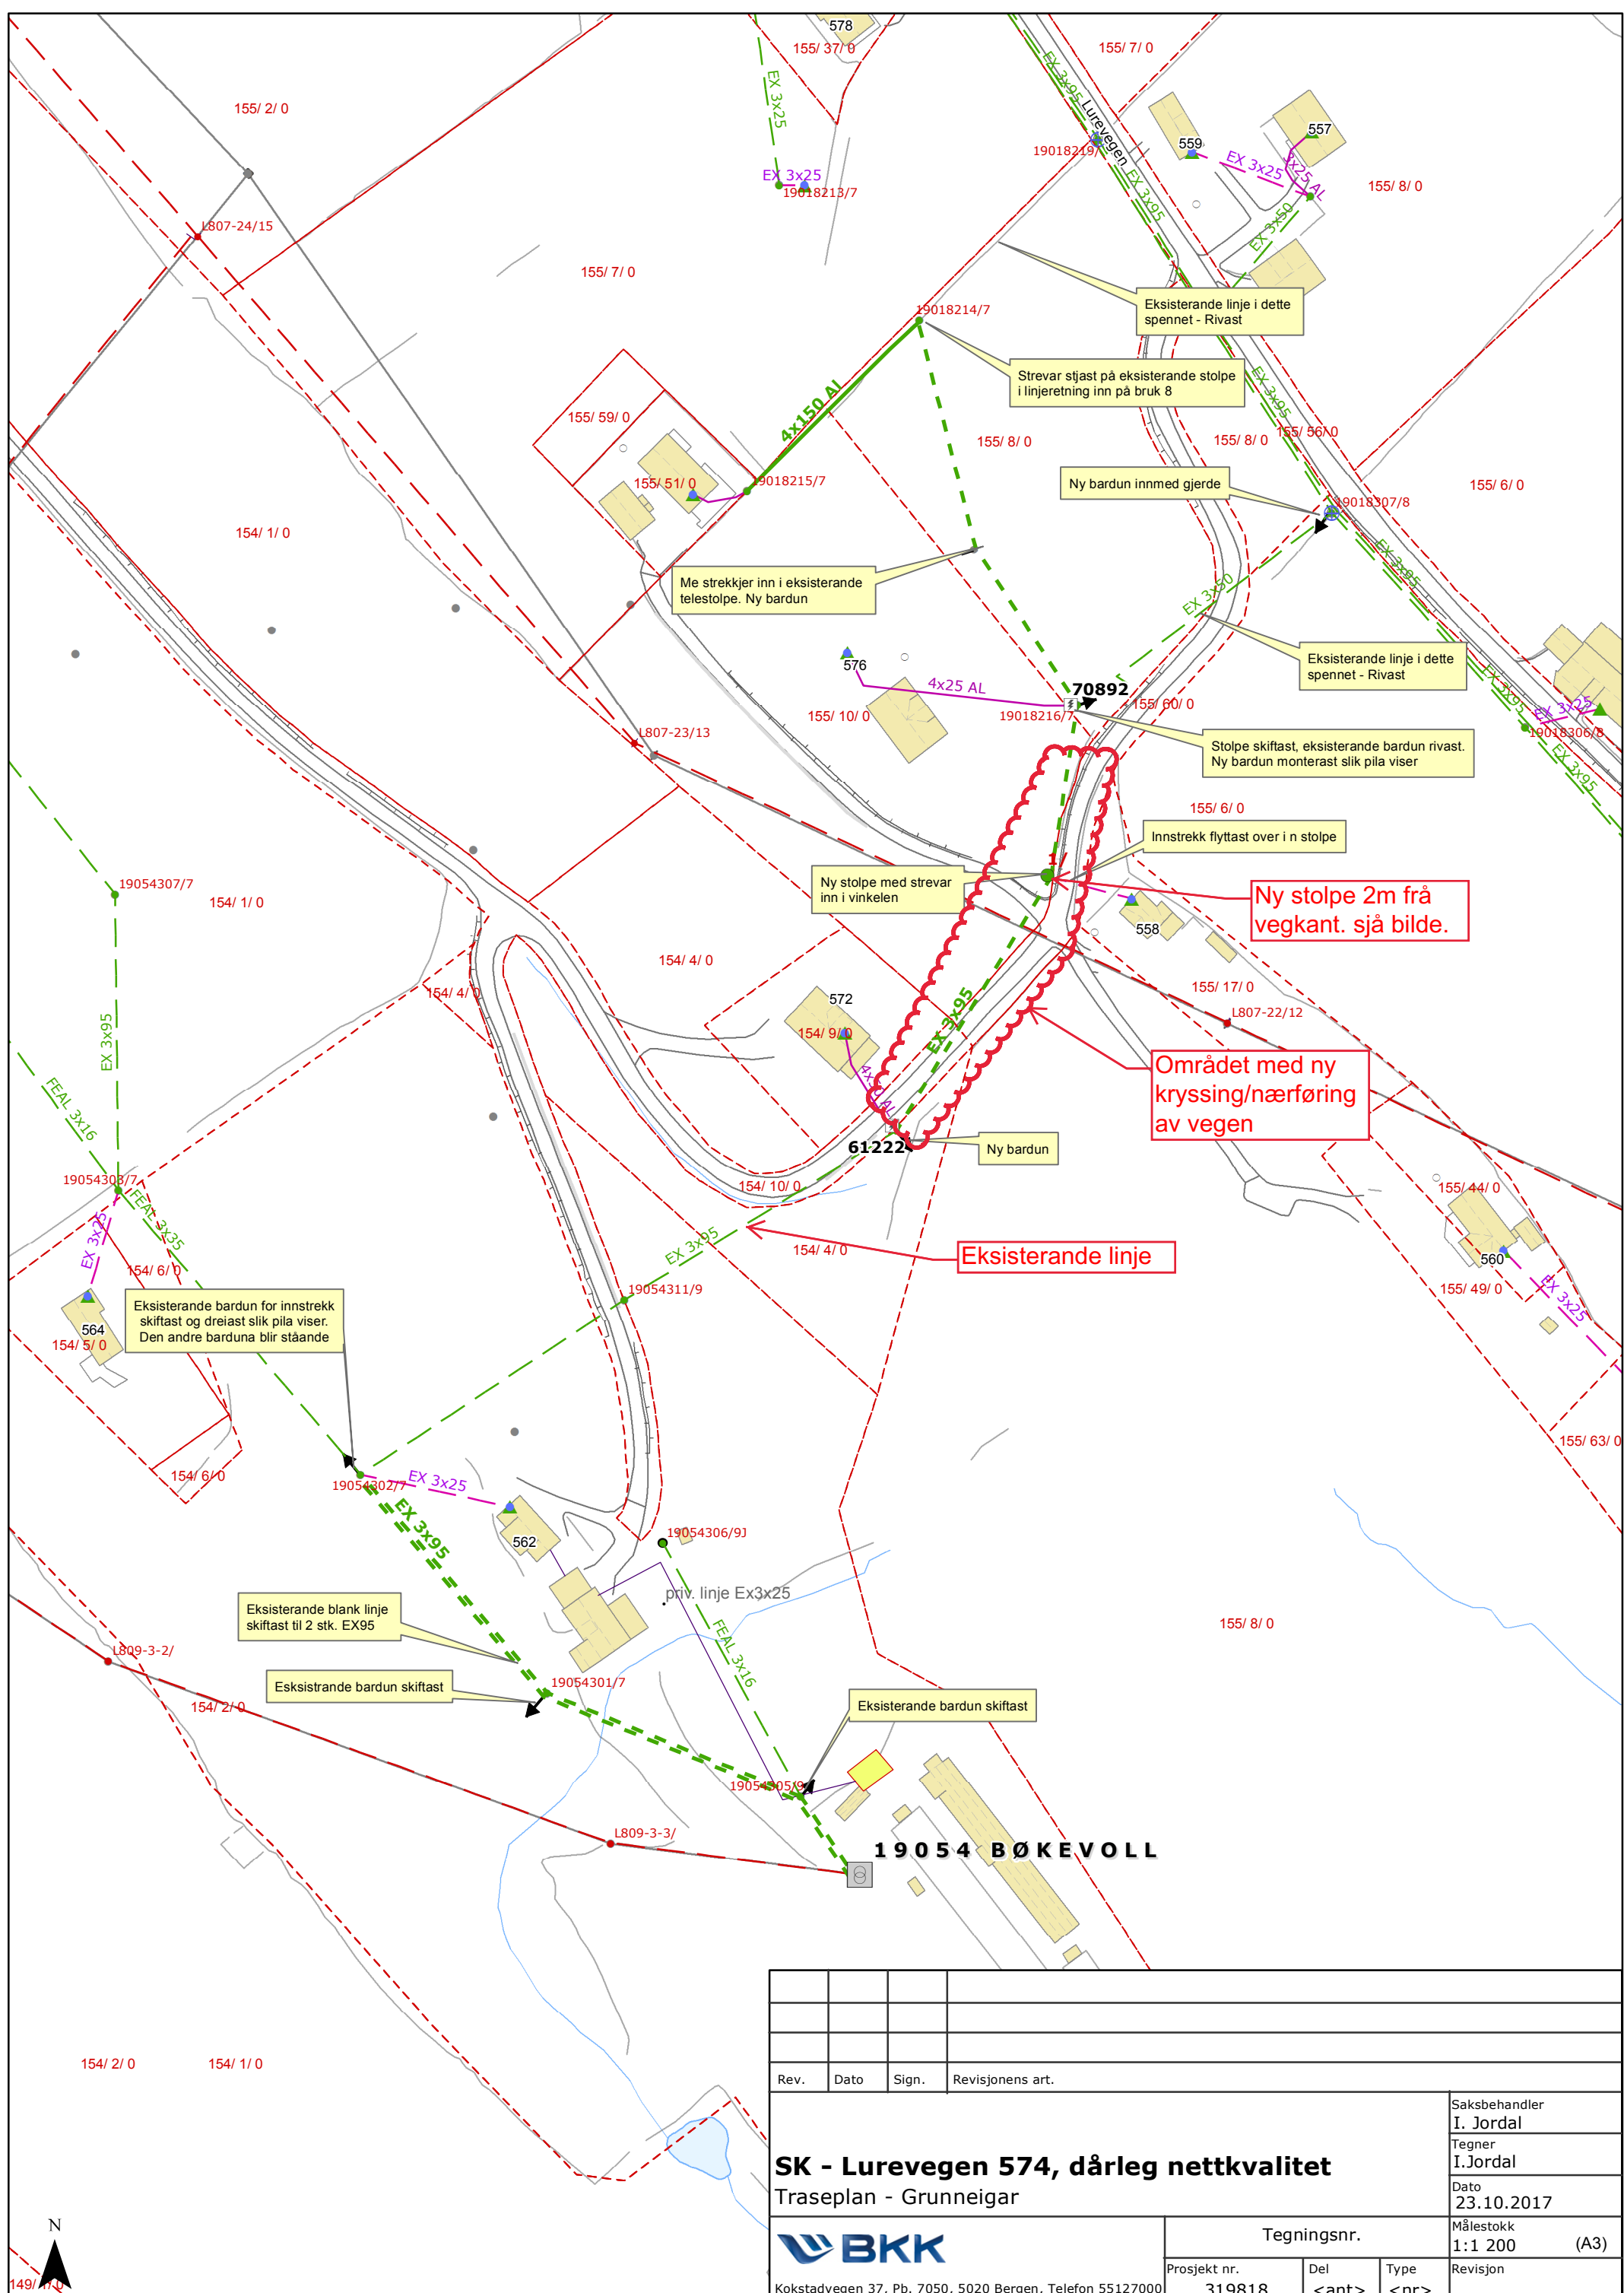 578
155/ 37/ 0
155/ 7/ 0
155/ 2/ 0
EX 3x25
EX 3x95
Lurevegen
559
557
19018219/
EX 3x25
3x25 AL
EX 3x25
19018213/7
EX 3x95
155/ 8/ 0
L807-24/15
EX 3x50
155/ 7/ 0
Eksisterande linje i dette
spennet - Rivast
19018214/7
Strevar stjast på eksisterande stolpe
i linjeretning inn på bruk 8
EX 3x95
4x150 Al
155/ 59/ 0
155/ 8/ 0
155/ 8/ 0
155/ 56/ 0
155/ 51/ 0
19018215/7
Ny bardun innmed gjerde
155/ 6/ 0
19018307/8
154/ 1/ 0
EX 3x95
Me strekkjer inn i eksisterande
telestolpe. Ny bardun
EX 3x50
576
Eksisterande linje i dette
spennet - Rivast
4x25 AL
70892
EX 3x95
155/ 10/ 0
19018216/7
155/ 60/ 0
EX 3x25
L807-23/13
19018306/8
Stolpe skiftast, eksisterande bardun rivast.
Ny bardun monterast slik pila viser
EX 3x95
155/ 6/ 0
Innstrekk flyttast over i n stolpe
1
19054307/7
154/ 1/ 0
Ny stolpe med strevar
inn i vinkelen
Ny stolpe 2m frå
vegkant. sjå bilde.
558
154/ 4/ 0
155/ 17/ 0
154/ 4/ 0
572
L807-22/12
EX 3x95
154/ 9/ 0
EX 3x95
Området med ny
kryssing/nærføring
av vegen
FEAL 3x16
4x50 AL
61222
Ny bardun
19054303/7
154/ 10/ 0
155/ 44/ 0
FEAL 3x35
EX 3x25
EX 3x95
154/ 4/ 0
Eksisterande linje
560
154/ 6/ 0
19054311/9
155/ 49/ 0
EX 3x25
Eksisterande bardun for innstrekk
skiftast og dreiast slik pila viser.
Den andre barduna blir ståande
564
154/ 5/ 0
155/ 63/ 0
154/ 6/ 0
19054302/7
EX 3x25
EX 3x95
562
19054306/9J
priv. linje Ex3x25
Eksisterande blank linje
skiftast til 2 stk. EX95
FEAL 3x16
155/ 8/ 0
L809-3-2/
Esksistrande bardun skiftast
19054301/7
154/ 2/ 0
Eksisterande bardun skiftast
19054305/9
L809-3-3/
19054 BØKEVOLL
154/ 2/ 0
154/ 1/ 0
Rev.
Dato
Sign.
Revisjonens art.
Saksbehandler
I. Jordal
Tegner
I.Jordal
SK - Lurevegen 574, dårleg nettkvalitet
Traseplan - Grunneigar
Dato
23.10.2017
N
BKK
Tegningsnr.
Målestokk
1:1 200 (A3)
Prosjekt nr.
Del
Type
Revisjon
Kokstadvegen 37, Pb. 7050, 5020 Bergen, Telefon 55127000
319818
<ant>
<nr>